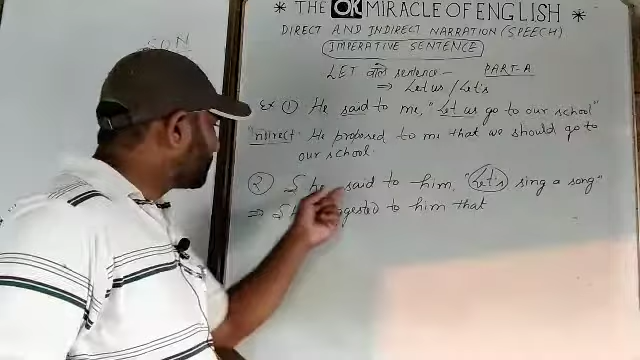 * THE OK MIRACLE OF ENGLISH *
DIRECT AND INDIRECT NARRATION (SPEECH)
IMPERATIVE SENTENCE
LET वाले sentence - PART-A
⇒ Let us / Let's
Ex ① He said to me, "Let us go to our school"
Indirect- He proposed to me that we should go to
our school.
② She said to him, "Let's sing a song"
⇒ to him that